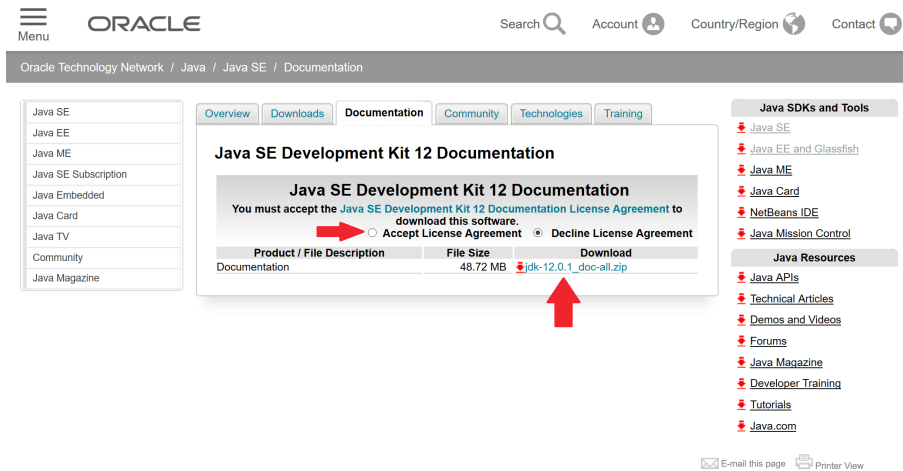 Menu
ORACLE
Search
Account
Country/Region
Contact
Oracle Technology Network / Java / Java SE / Documentation
Java SE
Java EE
Java ME
Java SE Subscription
Java Embedded
Java Card
Java TV
Community
Java Magazine
Overview Downloads Documentation Community Technologies Training
Java SE Development Kit 12 Documentation
Java SE Development Kit 12 Documentation
You must accept the Java SE Development Kit 12 Documentation License Agreement to
download this software.
Accept License Agreement Decline License Agreement
Product / File Description File Size Download
Documentation 48.72 MB jdk-12.0.1_doc-all.zip
Java SDKs and Tools
Java SE
Java EE and Glassfish
Java ME
Java Card
NetBeans IDE
Java Mission Control
Java Resources
Java APIs
Technical Articles
Demos and Videos
Forums
Java Magazine
Developer Training
Tutorials
Java.com
E-mail this page Printer View